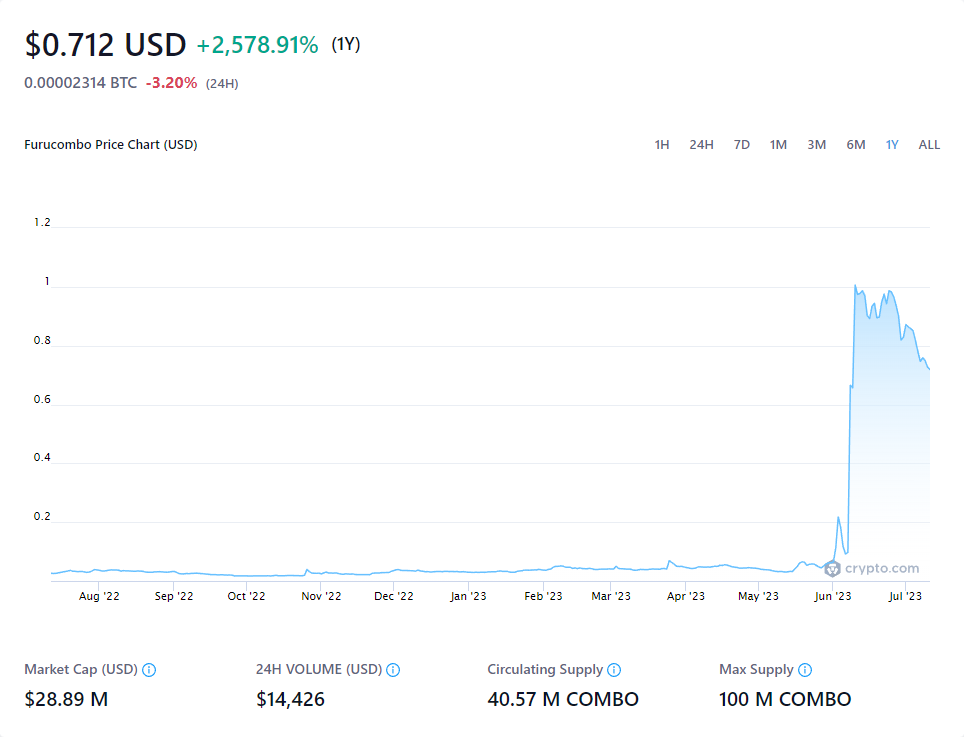 $0.712 USD +2,578.91% (1Y)
0.00002314 BTC -3.20% (24H)
Furucombo Price Chart (USD) 1H 24H 7D 1M 3M 6M 1Y ALL
1.2
1
0.8
0.6
0.4
0.2
crypto.com
Aug '22 Sep '22 Oct '22 Nov '22 Dec '22 Jan '23 Feb '23 Mar '23 Apr '23 May '23 Jun '23 Jul '23
Market Cap (USD) 24H VOLUME (USD) Circulating Supply Max Supply
$28.89 M $14,426 40.57 M COMBO 100 M COMBO